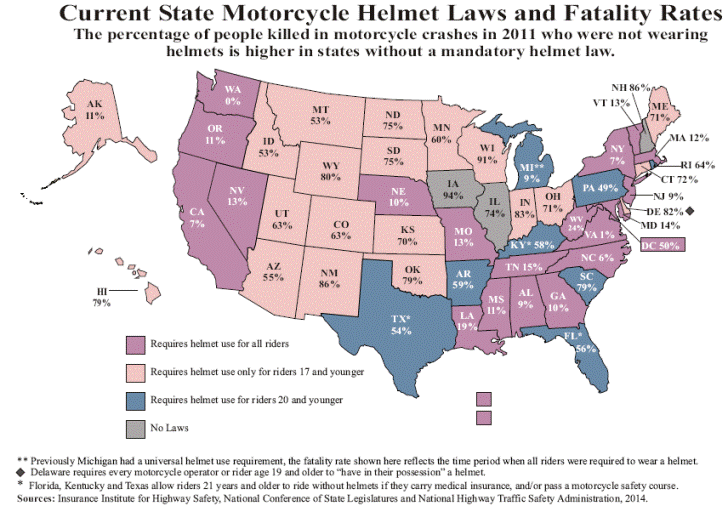 Current State Motorcycle Helmet Laws and Fatality Rates
The percentage of people killed in motorcycle crashes in 2011 who were not wearing
helmets is higher in states without a mandatory helmet law.
AK
11%
WA
0%
OR
11%
CA
7%
NV
13%
ID
53%
MT
53%
WY
80%
UT
63%
CO
63%
AZ
55%
NM
86%
ND
75%
SD
75%
NE
10%
KS
70%
OK
79%
TX*
54%
MN
60%
IA
94%
MO
13%
AR
59%
LA
19%
WI
91%
IL
74%
MI**
9%
IN
83%
OH
71%
KY* 58%
TN 15%
MS
11%
AL
9%
GA
10%
FL*
56%
SC
79%
NC 6%
VA 1%
WV
24%
PA 49%
NY
7%
NH 86%
VT 13%
ME
71%
MA 12%
RI 64%
CT 72%
NJ 9%
DE 82% ◆
MD 14%
DC 50%
HI
79%
Requires helmet use for all riders
Requires helmet use only for riders 17 and younger
Requires helmet use for riders 20 and younger
No Laws
** Previously Michigan had a universal helmet use requirement, the fatality rate shown here reflects the time period when all riders were required to wear a helmet.
◆ Delaware requires every motorcycle operator or rider age 19 and older to “have in their possession” a helmet.
* Florida, Kentucky and Texas allow riders 21 years and older to ride without helmets if they carry medical insurance, and/or pass a motorcycle safety course.
Sources: Insurance Institute for Highway Safety, National Conference of State Legislatures and National Highway Traffic Safety Administration, 2014.